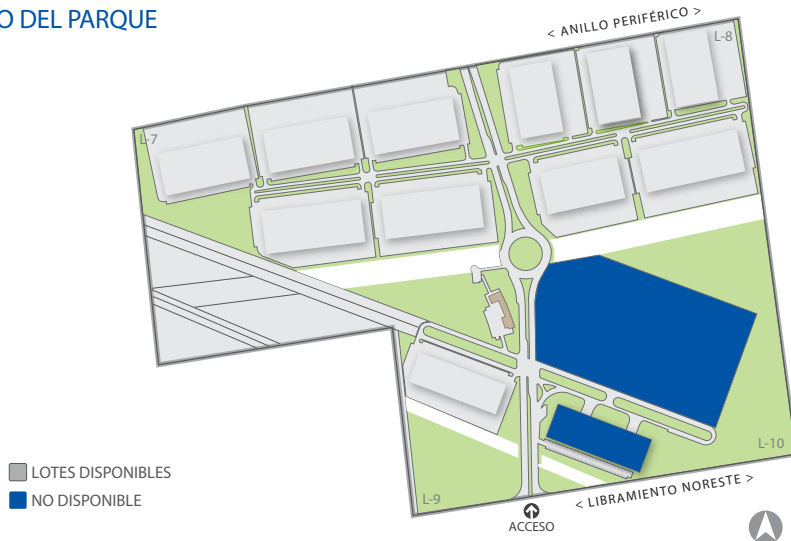 O DEL PARQUE
< ANILLO PERIFÉRICO >
L-8
L-7
L-10
L-9
LOTES DISPONIBLES
NO DISPONIBLE
< LIBRAMIENTO NORESTE >
ACCESO